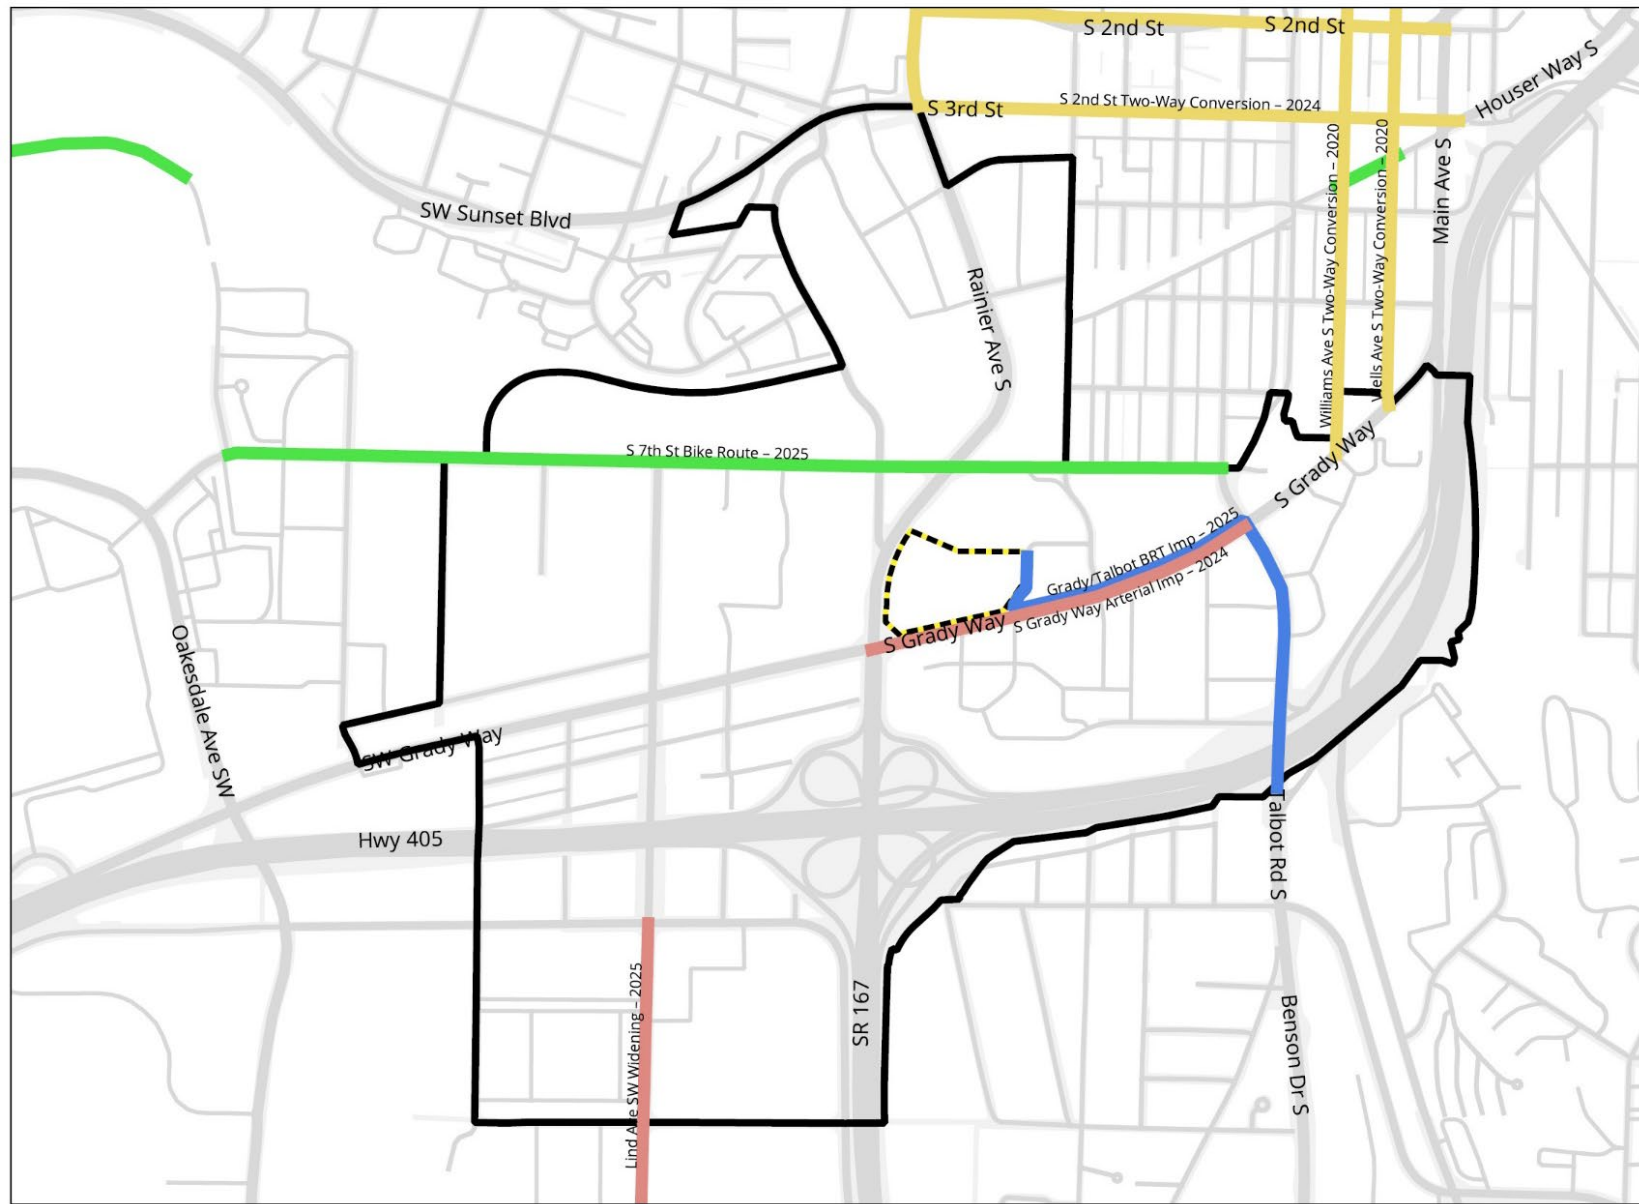 S 2nd St
S 2nd St
Houser Way S
S 3rd St
S 2nd St Two-Way Conversion – 2024
Williams Ave S Two-Way Conversion – 2020
Wells Ave S Two-Way Conversion – 2020
Main Ave S
SW Sunset Blvd
Rainier Ave S
S 7th St Bike Route – 2025
S Grady Way
Grady/Talbot BRT Imp – 2025
S Grady Way Arterial Imp – 2024
S Grady Way
Oakesdale Ave SW
SW Grady Way
Hwy 405
Talbot Rd S
Lind Ave SW Widening – 2025
SR 167
Benson Dr S